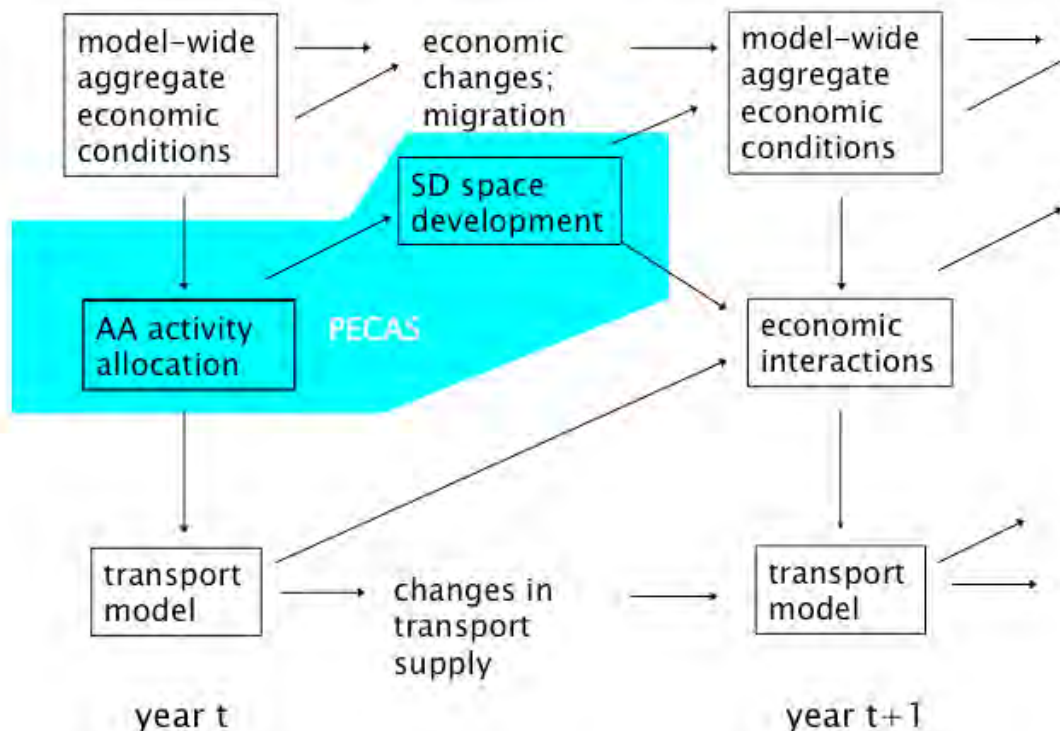 model-wide
aggregate
economic
conditions
economic
changes;
migration
model-wide
aggregate
economic
conditions
SD space
development
AA activity
allocation
PECAS
economic
interactions
transport
model
changes in
transport
supply
transport
model
year t
year t+1